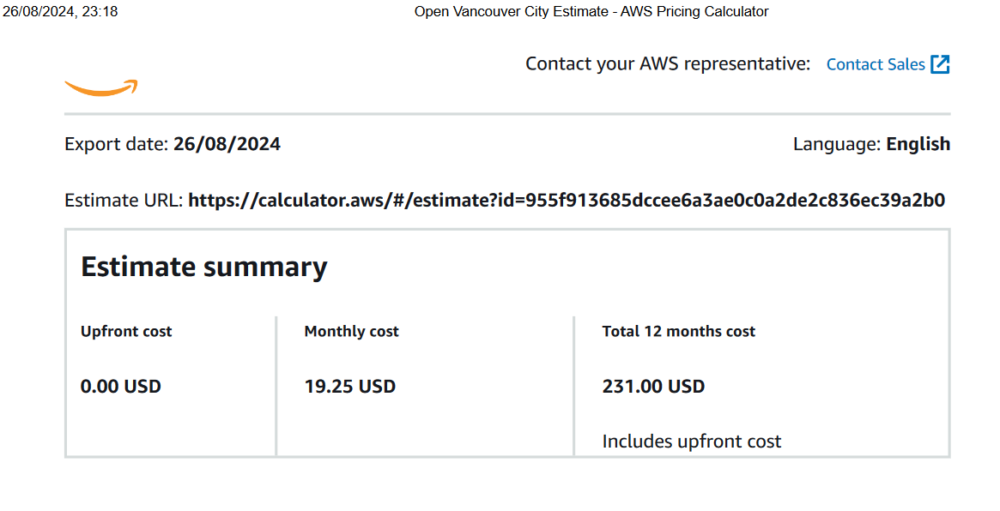 26/08/2024, 23:18 Open Vancouver City Estimate - AWS Pricing Calculator
Contact your AWS representative: Contact Sales
Export date: 26/08/2024 Language: English
Estimate URL: https://calculator.aws/#/estimate?id=955f913685dccee6a3ae0c0a2de2c836ec39a2b0
Estimate summary
Upfront cost Monthly cost Total 12 months cost
0.00 USD 19.25 USD 231.00 USD
Includes upfront cost